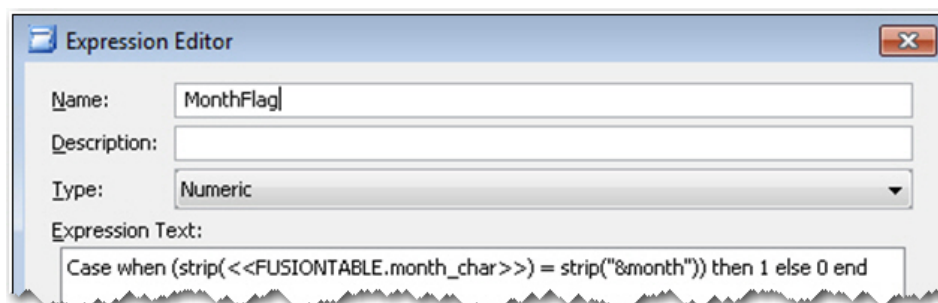 Expression Editor
Name: MonthFlag
Description:
Type: Numeric
Expression Text:
Case when (strip(<<FUSIONTABLE.month_char>>) = strip("&month")) then 1 else 0 end